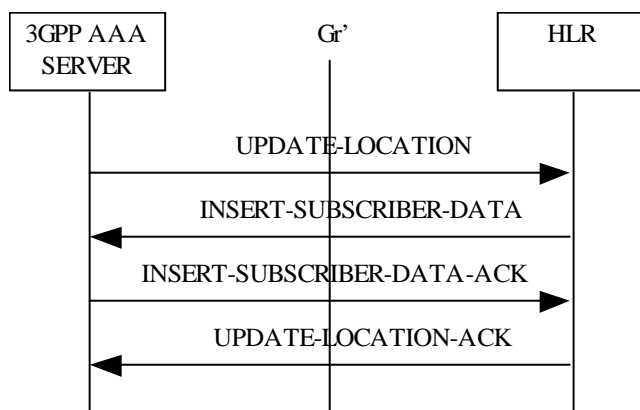 3GPP AAA
SERVER
Gr’
HLR
UPDATE-LOCATION
INSERT-SUBSCRIBER-DATA
INSERT-SUBSCRIBER-DATA-ACK
UPDATE-LOCATION-ACK